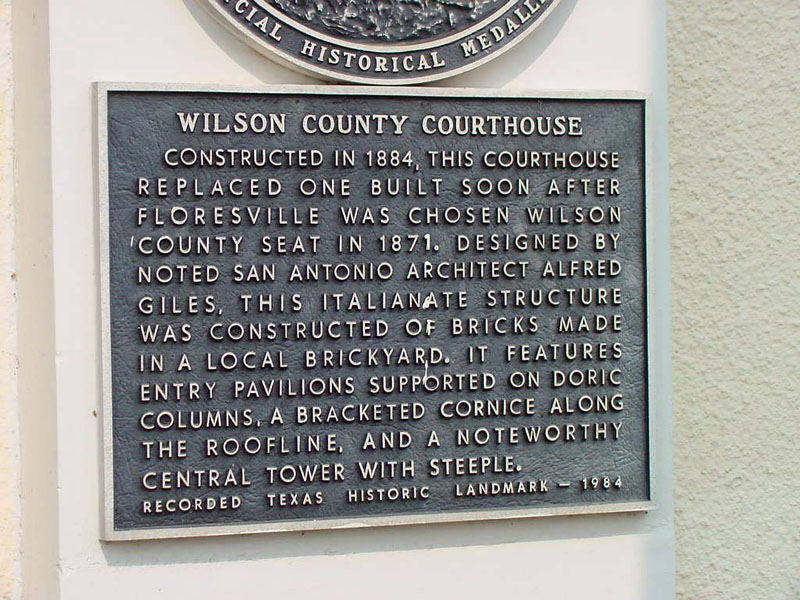 HISTORICAL
WILSON COUNTY COURTHOUSE
CONSTRUCTED IN 1884, THIS COURTHOUSE
REPLACED ONE BUILT SOON AFTER
FLORESVILLE WAS CHOSEN WILSON
COUNTY SEAT IN 1871. DESIGNED BY
NOTED SAN ANTONIO ARCHITECT ALFRED
GILES, THIS ITALIANATE STRUCTURE
WAS CONSTRUCTED OF BRICKS MADE
IN A LOCAL BRICKYARD. IT FEATURES
ENTRY PAVILIONS SUPPORTED ON DORIC
COLUMNS, A BRACKETED CORNICE ALONG
THE ROOFLINE, AND A NOTEWORTHY
CENTRAL TOWER WITH STEEPLE.
RECORDED TEXAS HISTORIC LANDMARK — 1984